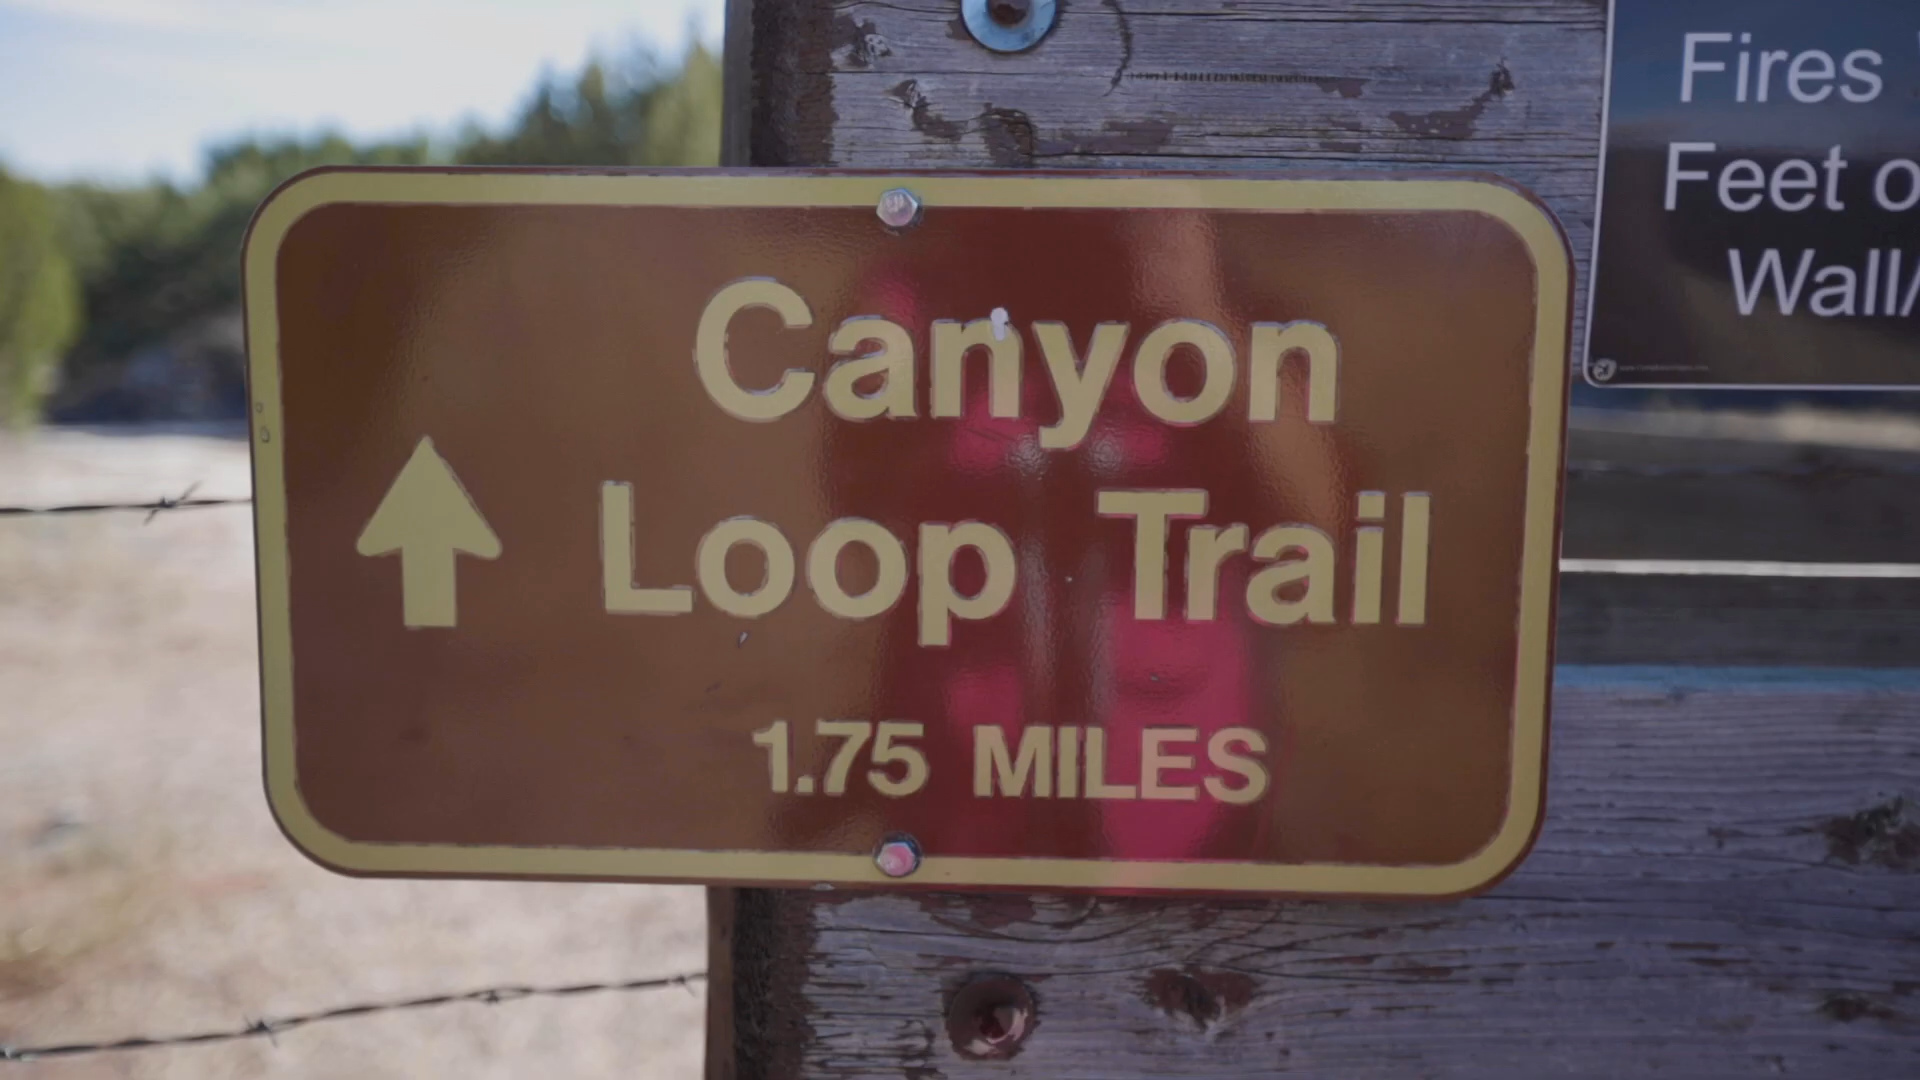 Canyon
Loop Trail
1.75 MILES
Fires
Feet
Wall/